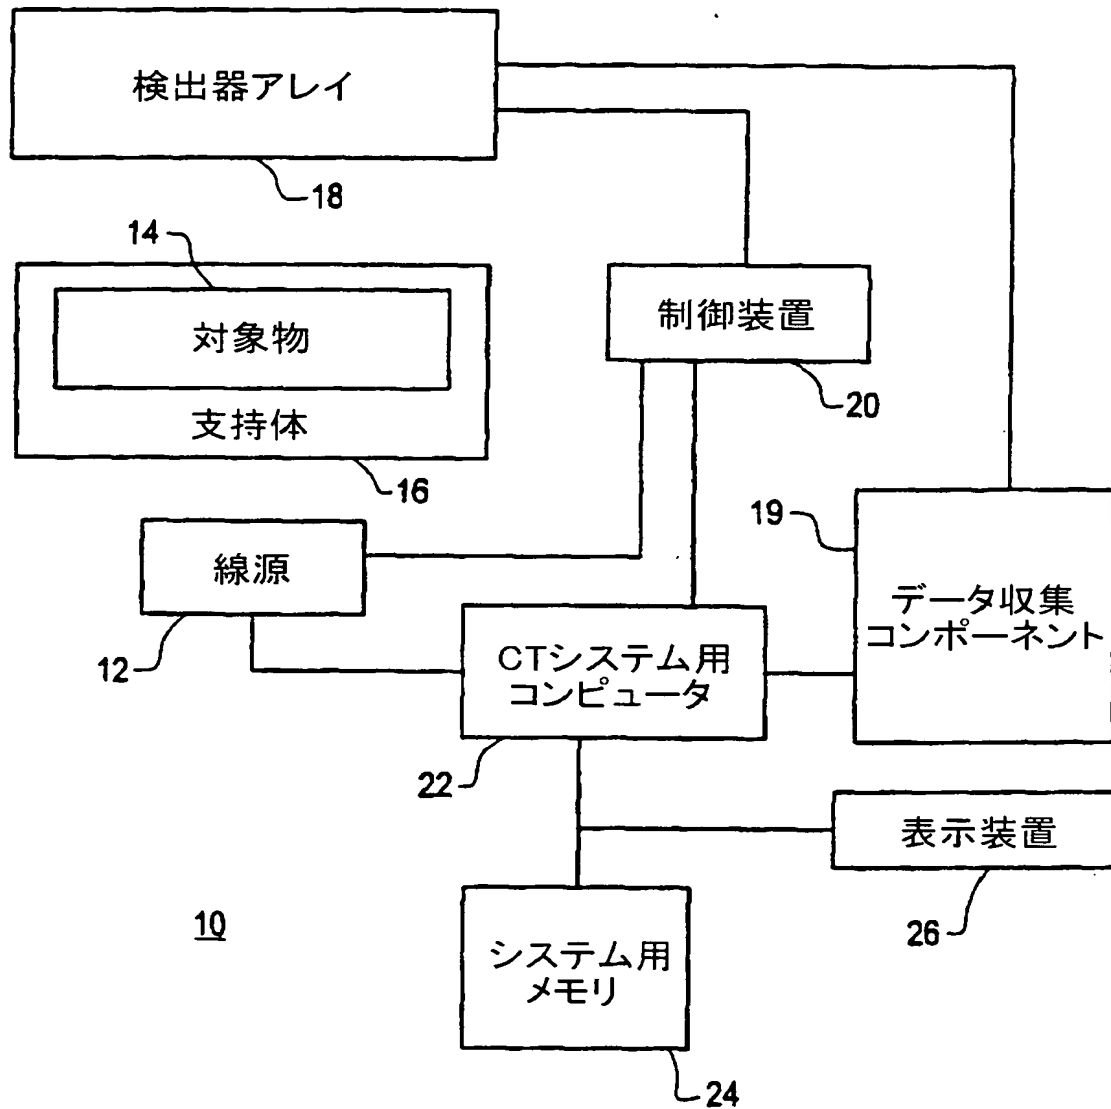 検出器アレイ
18
14
対象物
支持体
16
制御装置
20
線源
12
19
データ収集
コンポーネント
CTシステム用
コンピュータ
22
表示装置
26
10
システム用
メモリ
24